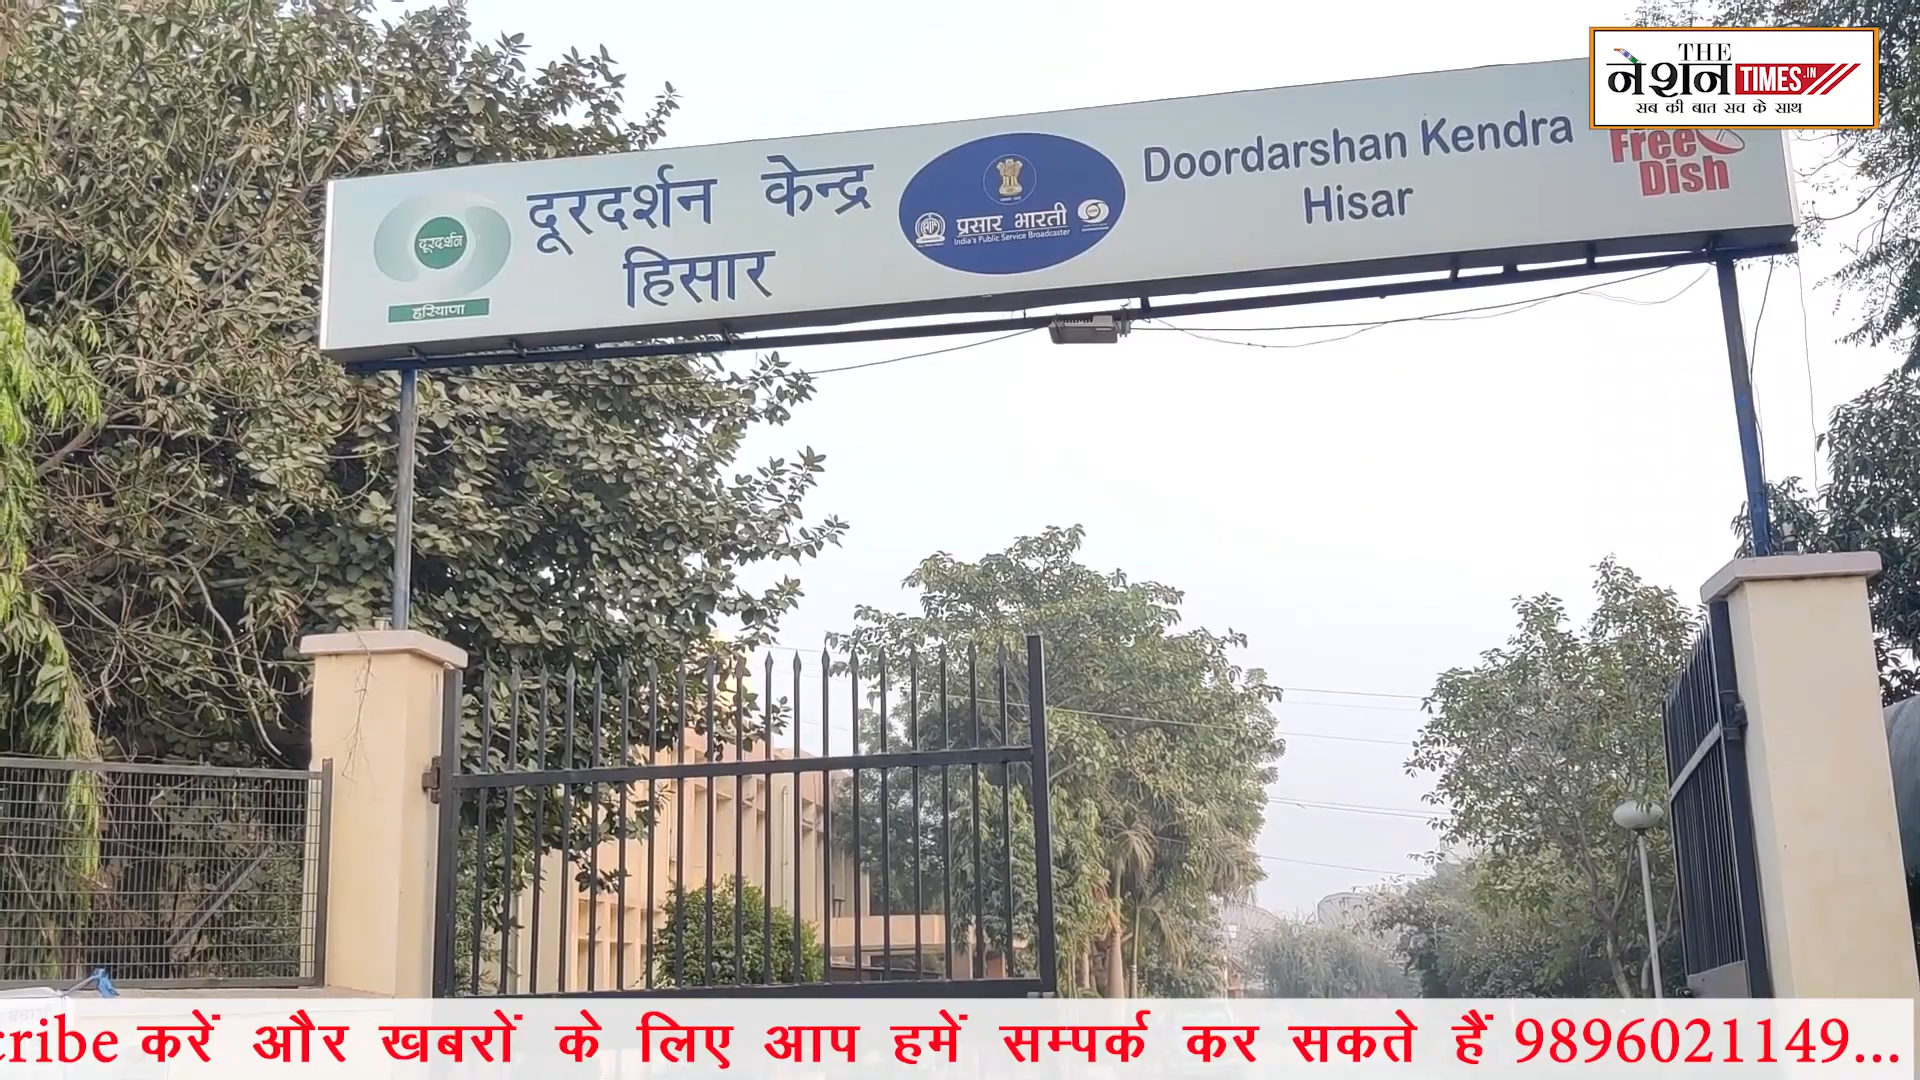 THE
नेशन TIMES.IN
सब की बात सच के साथ
दूरदर्शन
हरियाणा
दूरदर्शन केन्द्र
हिसार
प्रसार भारती
India's Public Service Broadcaster
Doordarshan Kendra
Hisar
Free
Dish
cribe करें और खबरों के लिए आप हमें सम्पर्क कर सकते हैं 9896021149...